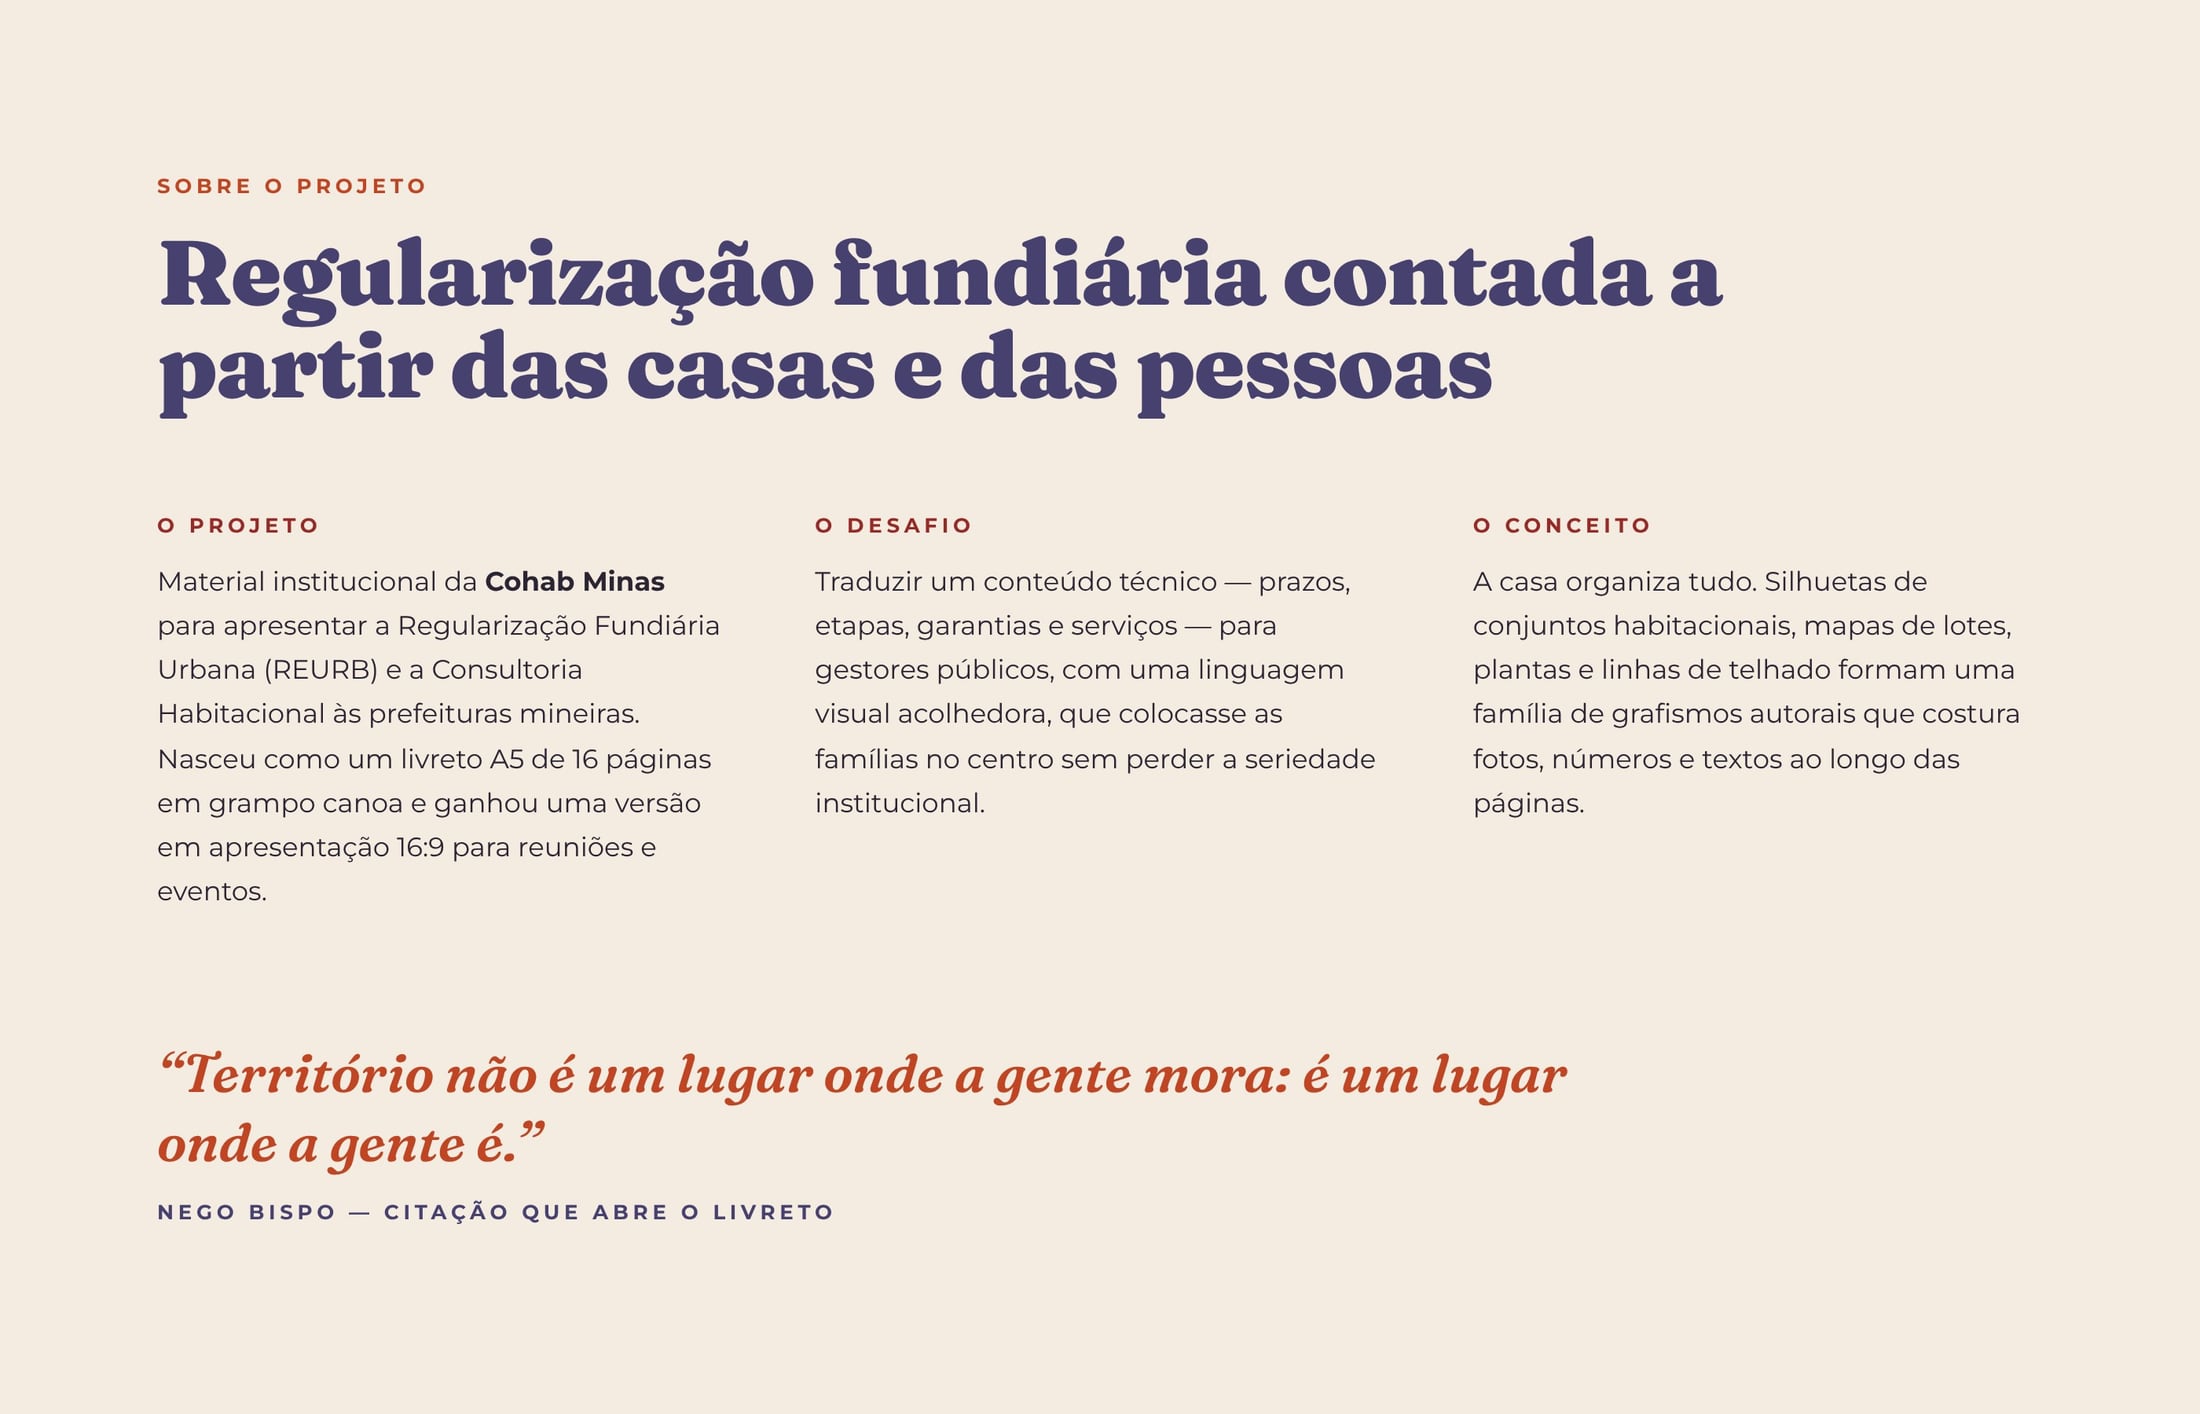 SOBRE O PROJETO
Regularização fundiária contada a
partir das casas e das pessoas
O PROJETO
Material institucional da Cohab Minas
para apresentar a Regularização Fundiária
Urbana (REURB) e a Consultoria
Habitacional às prefeituras mineiras.
Nasceu como um livreto A5 de 16 páginas
em grampo canoa e ganhou uma versão
em apresentação 16:9 para reuniões e
eventos.
O DESAFIO
Traduzir um conteúdo técnico — prazos,
etapas, garantias e serviços — para
gestores públicos, com uma linguagem
visual acolhedora, que colocasse as
famílias no centro sem perder a seriedade
institucional.
O CONCEITO
A casa organiza tudo. Silhuetas de
conjuntos habitacionais, mapas de lotes,
plantas e linhas de telhado formam uma
família de grafismos autorais que costura
fotos, números e textos ao longo das
páginas.
“Território não é um lugar onde a gente mora: é um lugar
onde a gente é.”
NEGO BISPO — CITAÇÃO QUE ABRE O LIVRETO